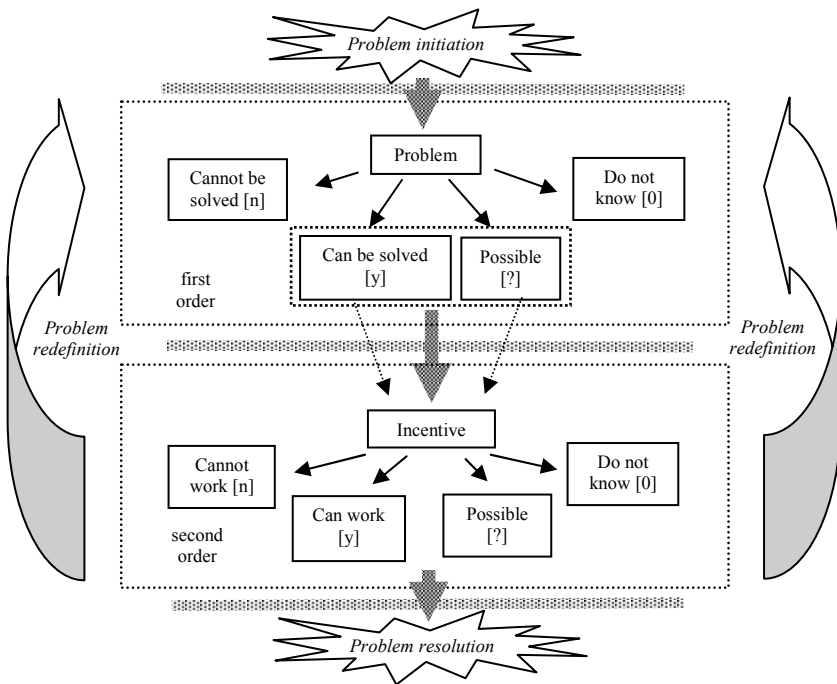 Problem initiation
Problem
Cannot be
solved [n]
Do not
know [0]
Can be solved
[y]
Possible
[?]
first
order
Problem
redefinition
Problem
redefinition
Incentive
Cannot
work [n]
Do not
know [0]
Can work
[y]
Possible
[?]
second
order
Problem resolution